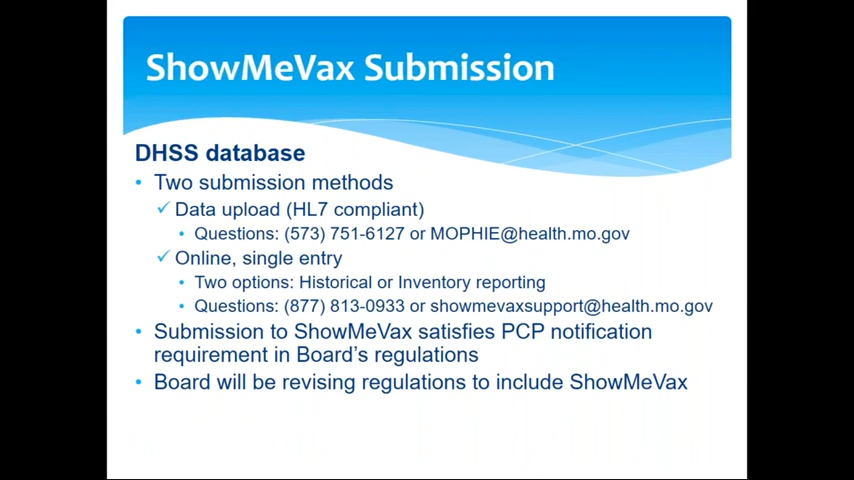 ShowMeVax Submission
DHSS database
• Two submission methods
✓ Data upload (HL7 compliant)
• Questions: (573) 751-6127 or MOPHIE@health.mo.gov
✓ Online, single entry
• Two options: Historical or Inventory reporting
• Questions: (877) 813-0933 or showmevaxsupport@health.mo.gov
• Submission to ShowMeVax satisfies PCP notification
requirement in Board's regulations
• Board will be revising regulations to include ShowMeVax